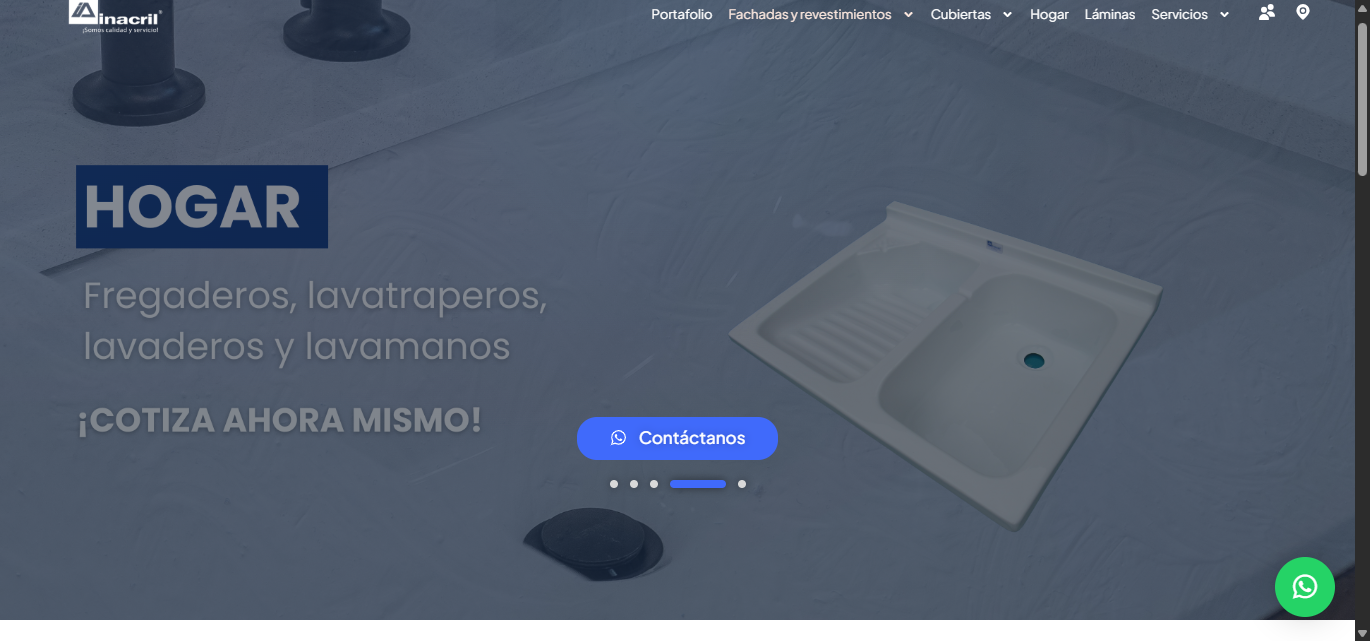 inacril®
¡Somos calidad y servicio!
Portafolio
Fachadas y revestimientos
Cubiertas
Hogar
Láminas
Servicios
HOGAR
Fregaderos, lavatraperos,
lavaderos y lavamanos
¡COTIZA AHORA MISMO!
Contáctanos